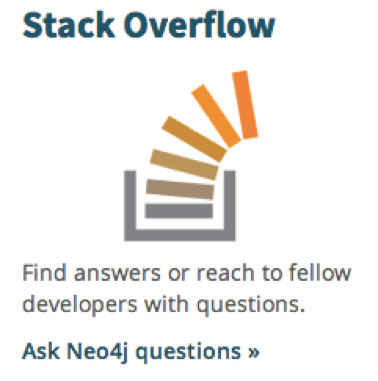 Stack Overflow
Find answers or reach to fellow
developers with questions.
Ask Neo4j questions »